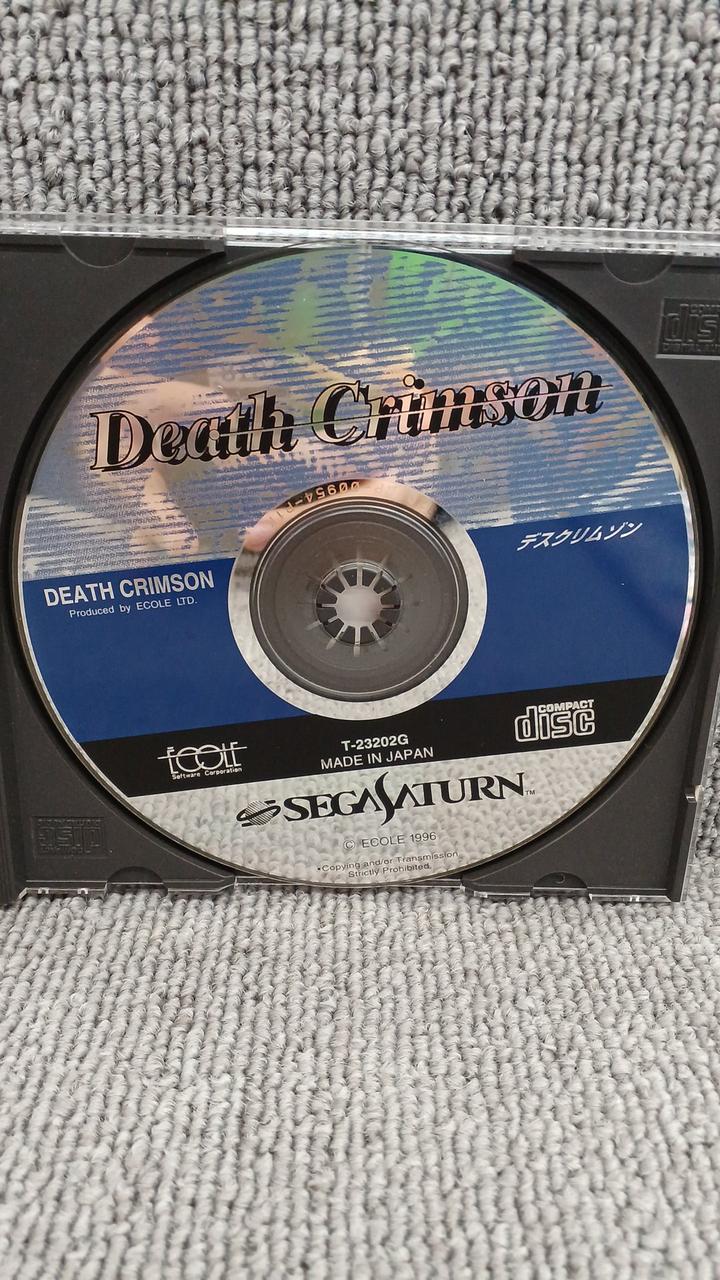 Death Crimson
デスクリムゾン
DEATH CRIMSON
Produced by ECOLE LTD.
ECOLE
Software Corporation
T-23202G
MADE IN JAPAN
COMPACT
disc
SEGA SATURN™
© ECOLE 1996
•Copying and/or Transmission
Strictly Prohibited.